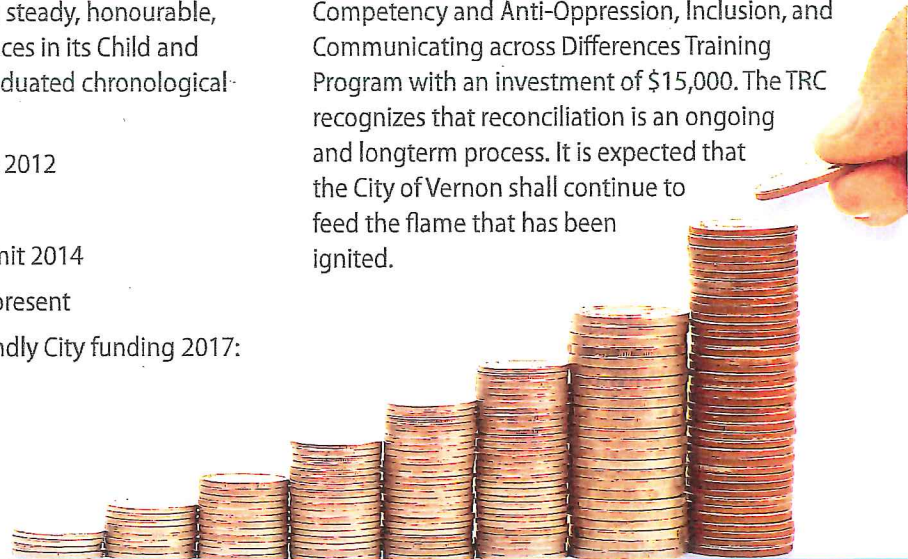 steady, honourable,
ces in its Child and
duated chronological
2012
nit 2014
present
ndly City funding 2017:
Competency and Anti-Oppression, Inclusion, and
Communicating across Differences Training
Program with an investment of $15,000. The TRC
recognizes that reconciliation is an ongoing
and longterm process. It is expected that
the City of Vernon shall continue to
feed the flame that has been
ignited.